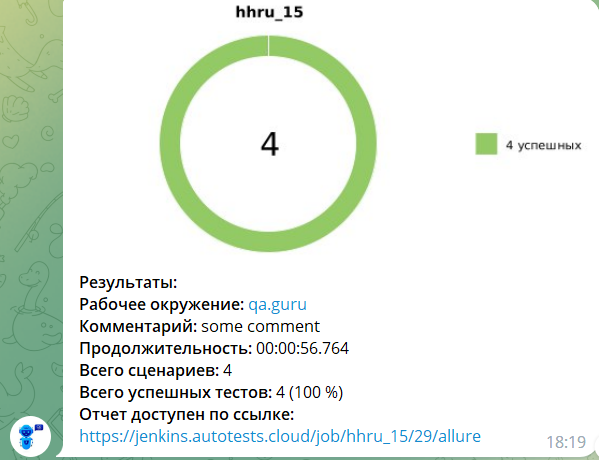 hhru_15
4
4 успешных
Результаты:
Рабочее окружение: qa.guru
Комментарий: some comment
Продолжительность: 00:00:56.764
Всего сценариев: 4
Всего успешных тестов: 4 (100 %)
Отчет доступен по ссылке:
https://jenkins.autotests.cloud/job/hhru_15/29/allure
18:19